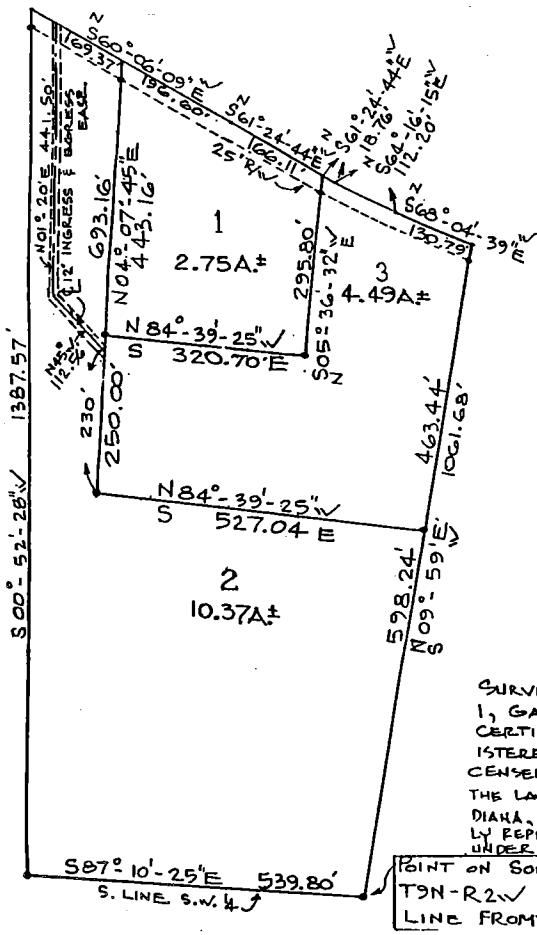 N
S60°-06'-09"W
E
169.37'
196.60'
N
S61°-24'-44"W
E
166.11'
25' R/W
N
S61°-24'-44"W
E
18.76'
N
S64°-16'-15"W
E
112.20'
N
S68°-04'-39"W
E
130.79'
N01°20'E 441.50'
12' INGRESS & EGRESS
EASE.
N45°W
693.16'
N04°-07'-45"E
443.16'
1
2.75A.±
295.80'
S05°-36'-32"W
N E
3
4.49A±
N 84°-39'-25" W
S 320.70' E
230'
250.00'
463.44'
1061.68'
N84°-39'-25" W
S 527.04 E
S00°-52'-28"W 1387.57'
2
10.37A.±
598.24'
N09°-59'E
S W
SURV
1, GA
CERTI
ISTERE
CENSE
THE LA
DIANA.
LY REP
UNDER
S87°10'-25"E 539.80'
S. LINE S.W. ¼
POINT ON SO
T9N-R2W
LINE FROM